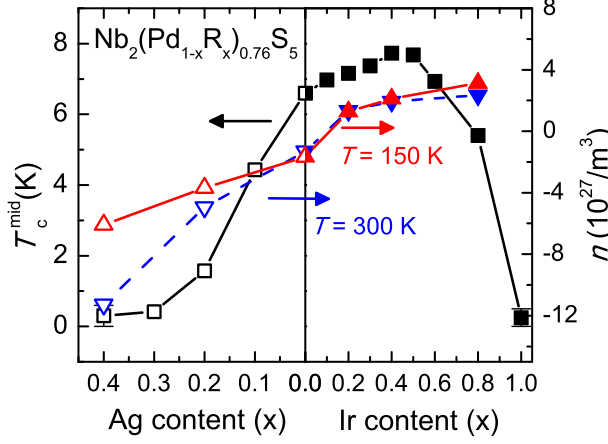 Nb2(Pd1-xRx)0.76S5
T_c^mid(K)
8
6
4
2
0
T = 150 K
T = 300 K
n (10^27/m^3)
8
4
0
-4
-8
-12
0.4 0.3 0.2 0.1 0.0 0.2 0.4 0.6 0.8 1.0
Ag content (x) Ir content (x)